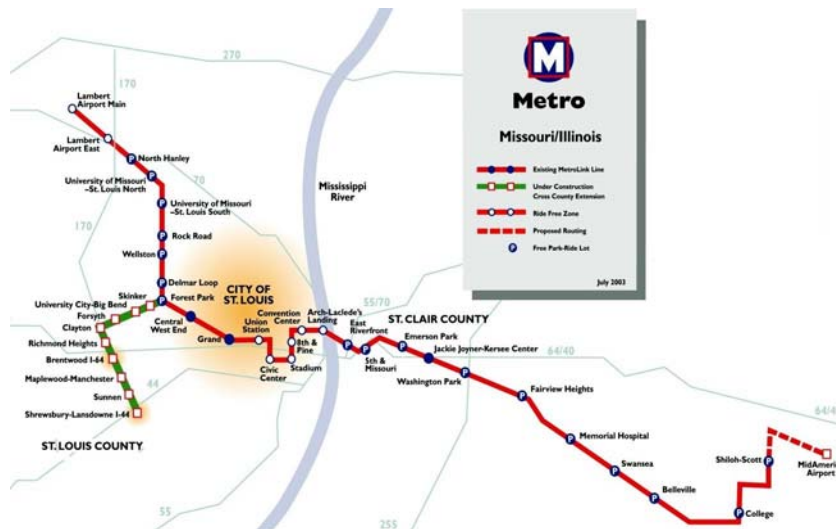 270
170
Lambert
Airport Main
Lambert
Airport East
P North Hanley
P
University of Missouri
-St. Louis North
70
P University of Missouri
-St. Louis South
170
P Rock Road
P
Wellston
P Delmar Loop
P Forest Park
Skinker
University City-Big Bend
Forsyth
Clayton
Richmond Heights
Brentwood I-64
Maplewood-Manchester
Sunnen
Shrewsbury-Lansdowne I-44
44
ST. LOUIS COUNTY
55
CITY OF
ST. LOUIS
Central
West End
Grand
Union
Station
Civic
Center
Convention
Center
8th &
Pine
Stadium
Arch-Laclede's
Landing
Mississippi
River
55/70
P
East
Riverfront
P
5th &
Missouri
ST. CLAIR COUNTY
P Emerson Park
Jackie Joyner-Kersee Center
64/40
P
Washington Park
P Fairview Heights
P Memorial Hospital
P Swansea
P
Belleville
255
P College
Shiloh-Scott P
64/4
MidAmeri
Airport
M
Metro
Missouri/Illinois
Existing MetroLink Line
Under Construction
Cross County Extension
Ride Free Zone
Proposed Routing
P Free Park-Ride Lot
July 2003